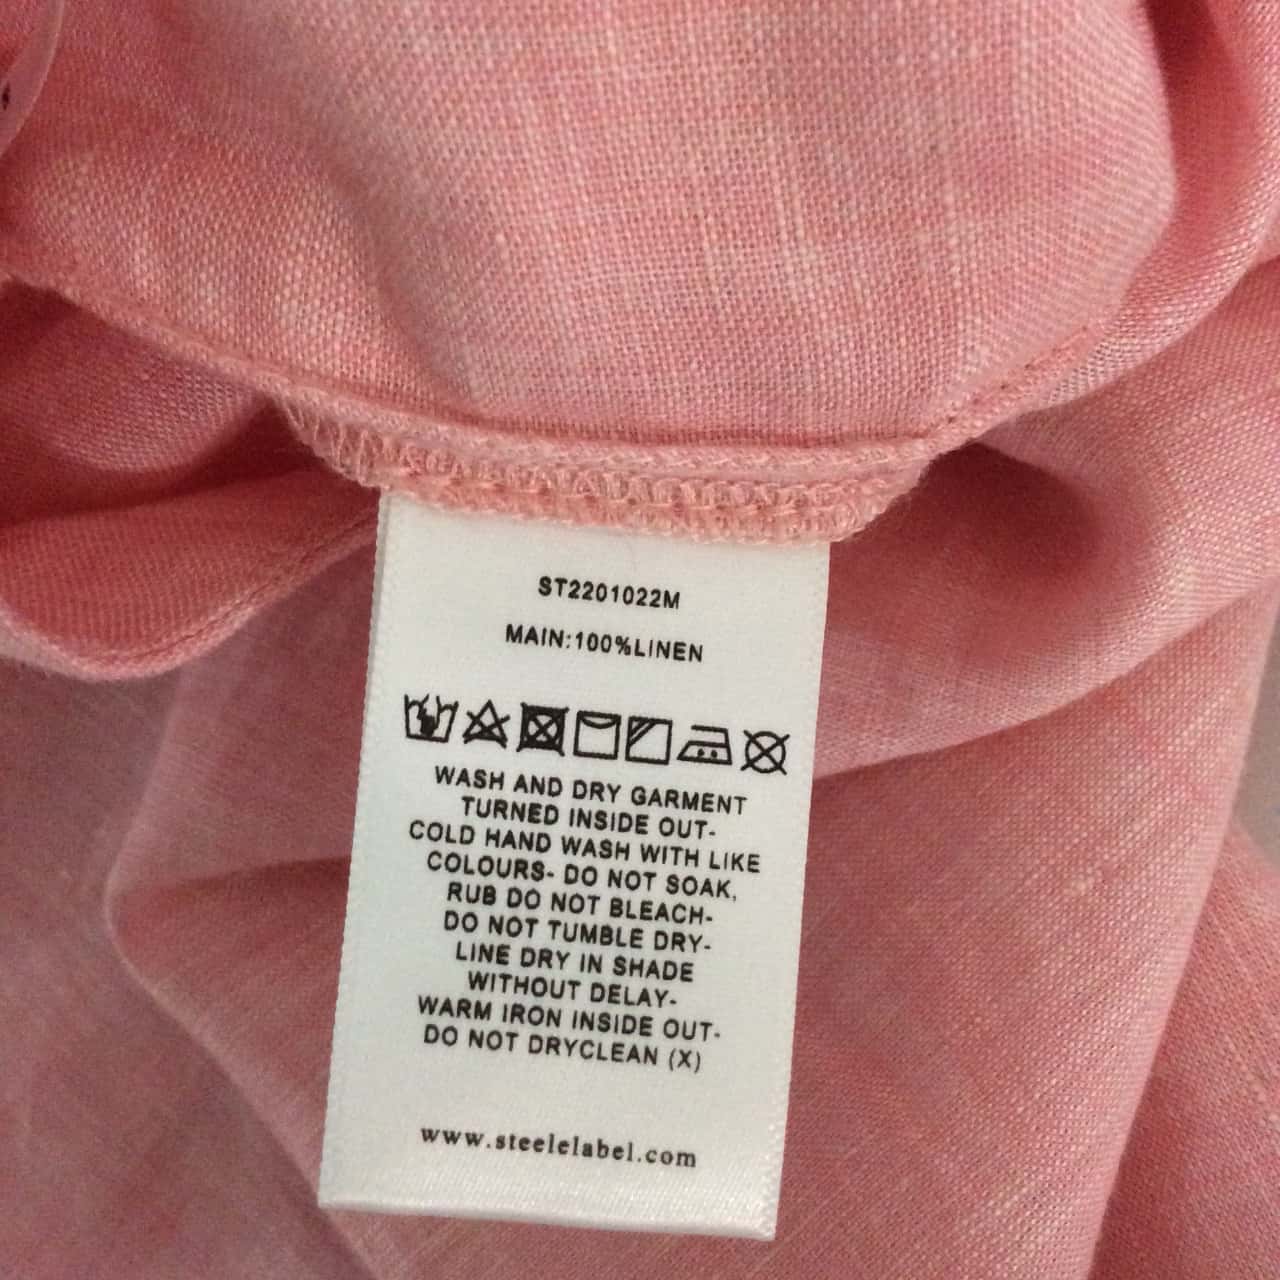 ST2201022M
MAIN:100%LINEN
WASH AND DRY GARMENT
TURNED INSIDE OUT-
COLD HAND WASH WITH LIKE
COLOURS- DO NOT SOAK,
RUB DO NOT BLEACH-
DO NOT TUMBLE DRY-
LINE DRY IN SHADE
WITHOUT DELAY-
WARM IRON INSIDE OUT-
DO NOT DRYCLEAN (X)
www.steelelabel.com